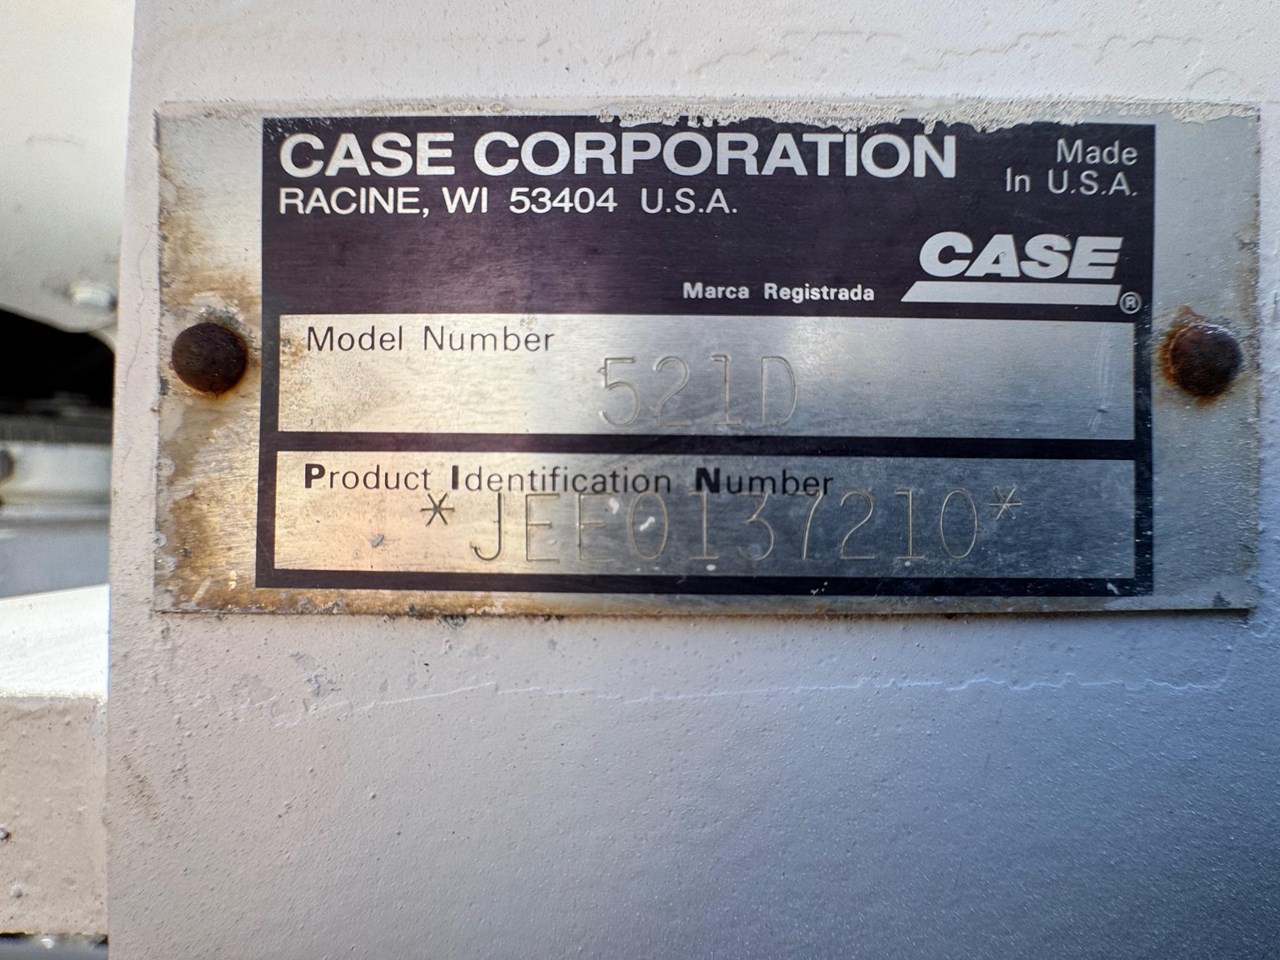 CASE CORPORATION
RACINE, WI 53404 U.S.A.
Made
In U.S.A.
CASE
®
Marca Registrada
Model Number
521D
Product Identification Number
*JEE0137210*